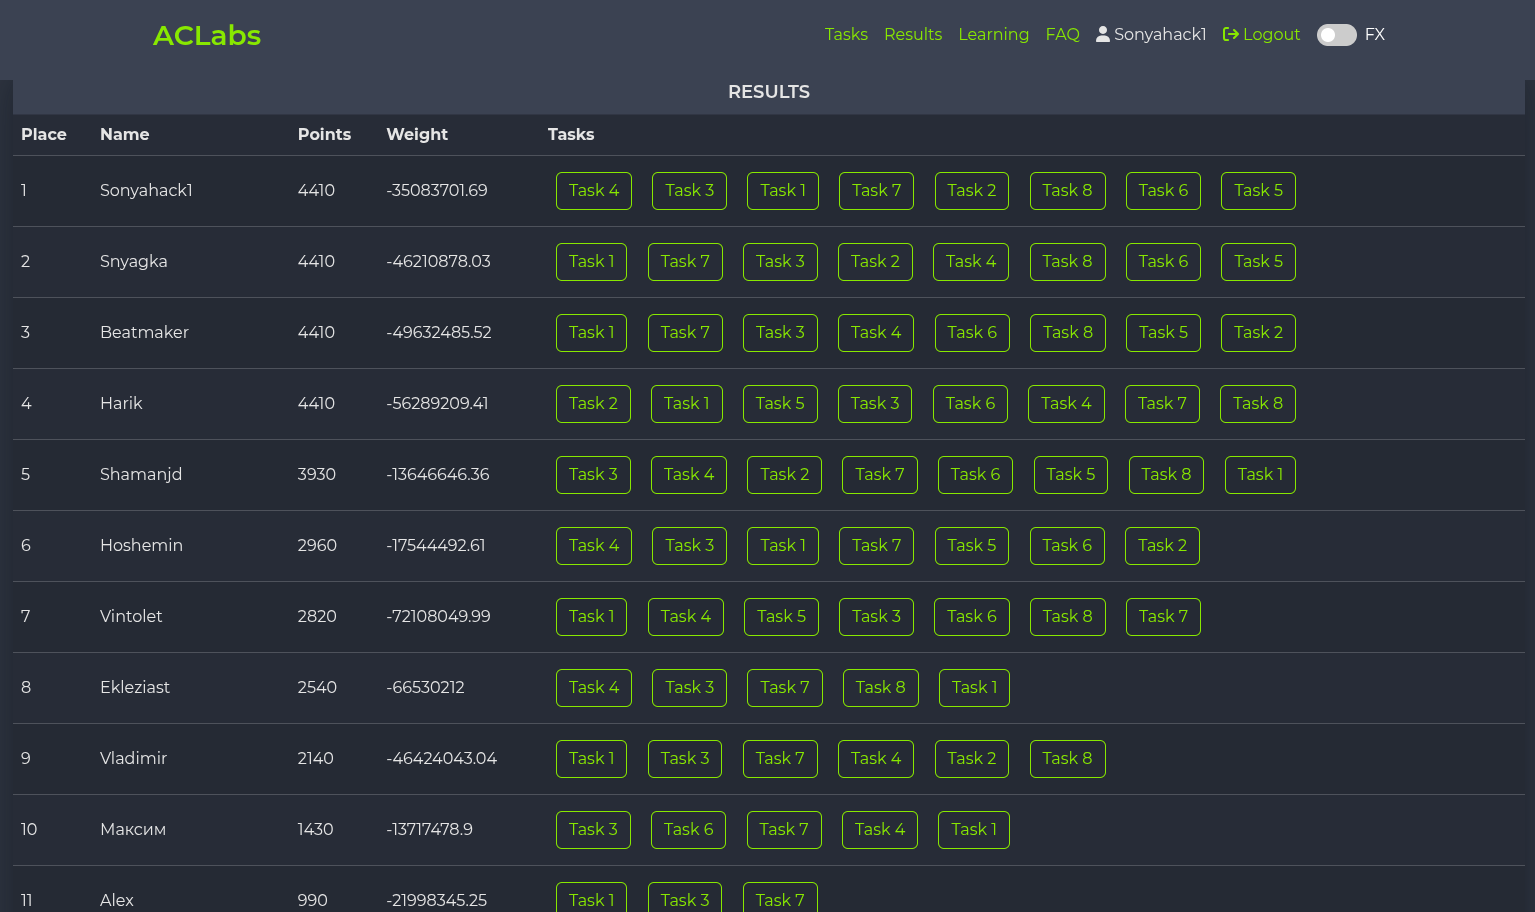 ACLabs Tasks Results Learning FAQ Sonyahack1 Logout FX
RESULTS
Place Name Points Weight Tasks
1 Sonyahack1 4410 -35083701.69 Task 4 Task 3 Task 1 Task 7 Task 2 Task 8 Task 6 Task 5
2 Snyagka 4410 -46210878.03 Task 1 Task 7 Task 3 Task 2 Task 4 Task 8 Task 6 Task 5
3 Beatmaker 4410 -49632485.52 Task 1 Task 7 Task 3 Task 4 Task 6 Task 8 Task 5 Task 2
4 Harik 4410 -56289209.41 Task 2 Task 1 Task 5 Task 3 Task 6 Task 4 Task 7 Task 8
5 Shamanjd 3930 -13646646.36 Task 3 Task 4 Task 2 Task 7 Task 6 Task 5 Task 8 Task 1
6 Hoshemin 2960 -17544492.61 Task 4 Task 3 Task 1 Task 7 Task 5 Task 6 Task 2
7 Vintolet 2820 -72108049.99 Task 1 Task 4 Task 5 Task 3 Task 6 Task 8 Task 7
8 Ekleziast 2540 -66530212 Task 4 Task 3 Task 7 Task 8 Task 1
9 Vladimir 2140 -46424043.04 Task 1 Task 3 Task 7 Task 4 Task 2 Task 8
10 Максим 1430 -13717478.9 Task 3 Task 6 Task 7 Task 4 Task 1
11 Alex 990 -21998345.25 Task 1 Task 3 Task 7